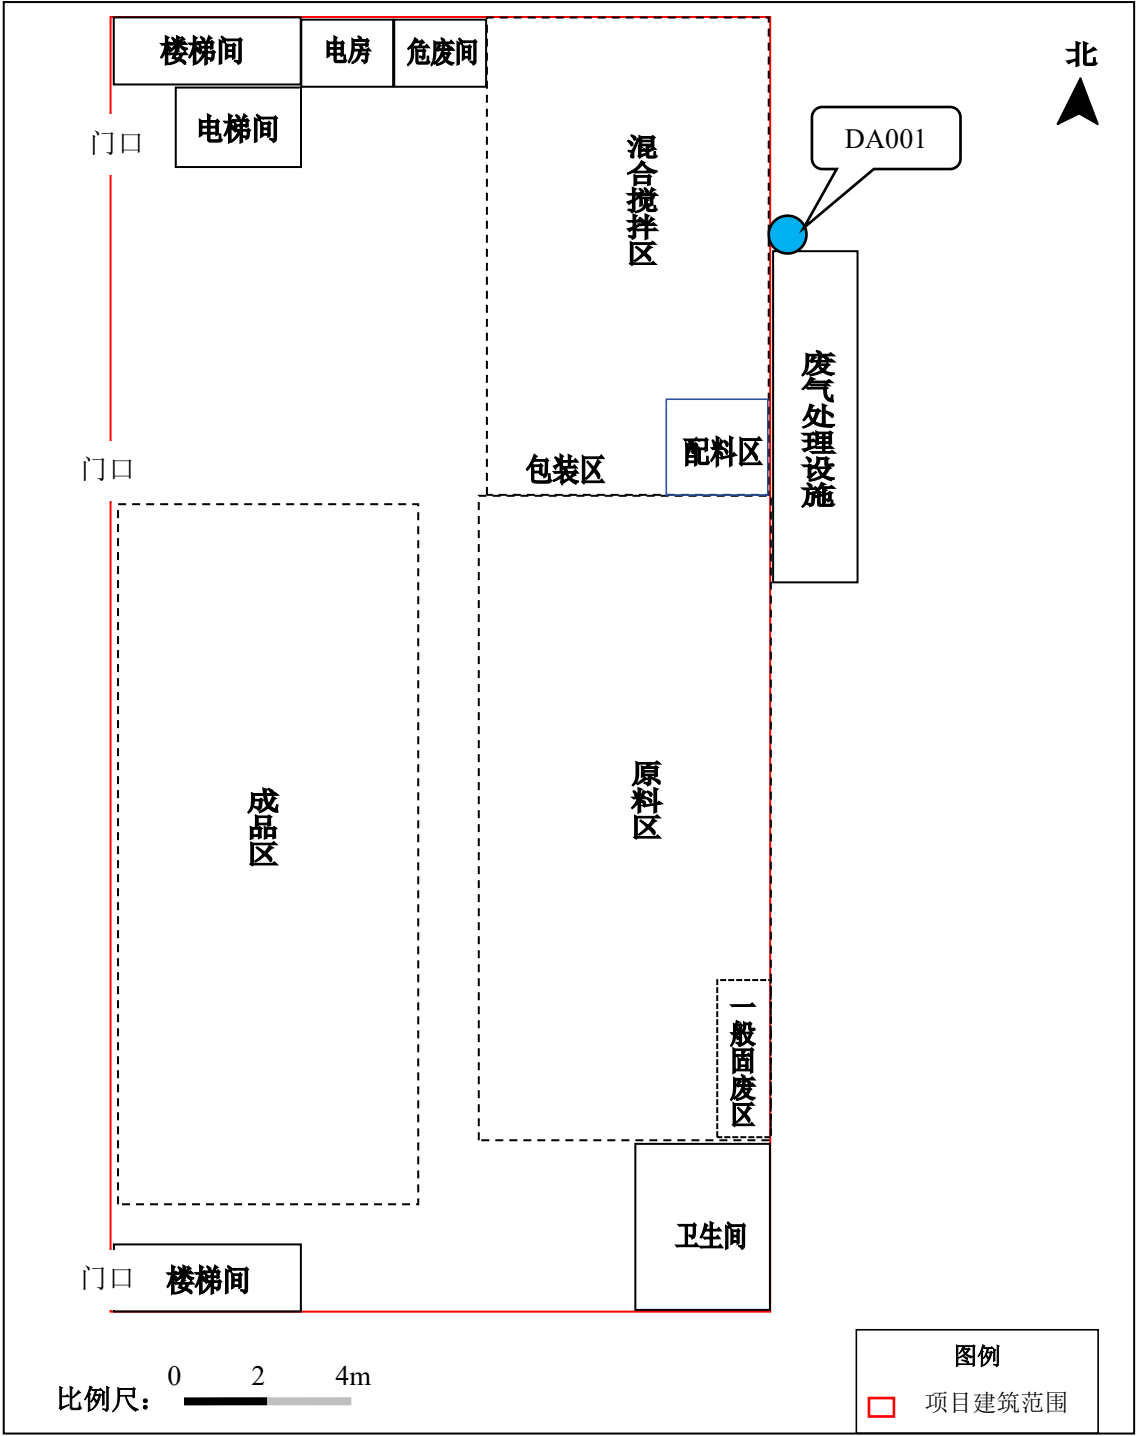 楼梯间
电房
危废间
北
电梯间
门口
DA001
混合搅拌区
废气处理设施
门口
包装区
配料区
成品区
原料区
一般固废区
卫生间
门口
楼梯间
图例
项目建筑范围
比例尺：
0 2 4m